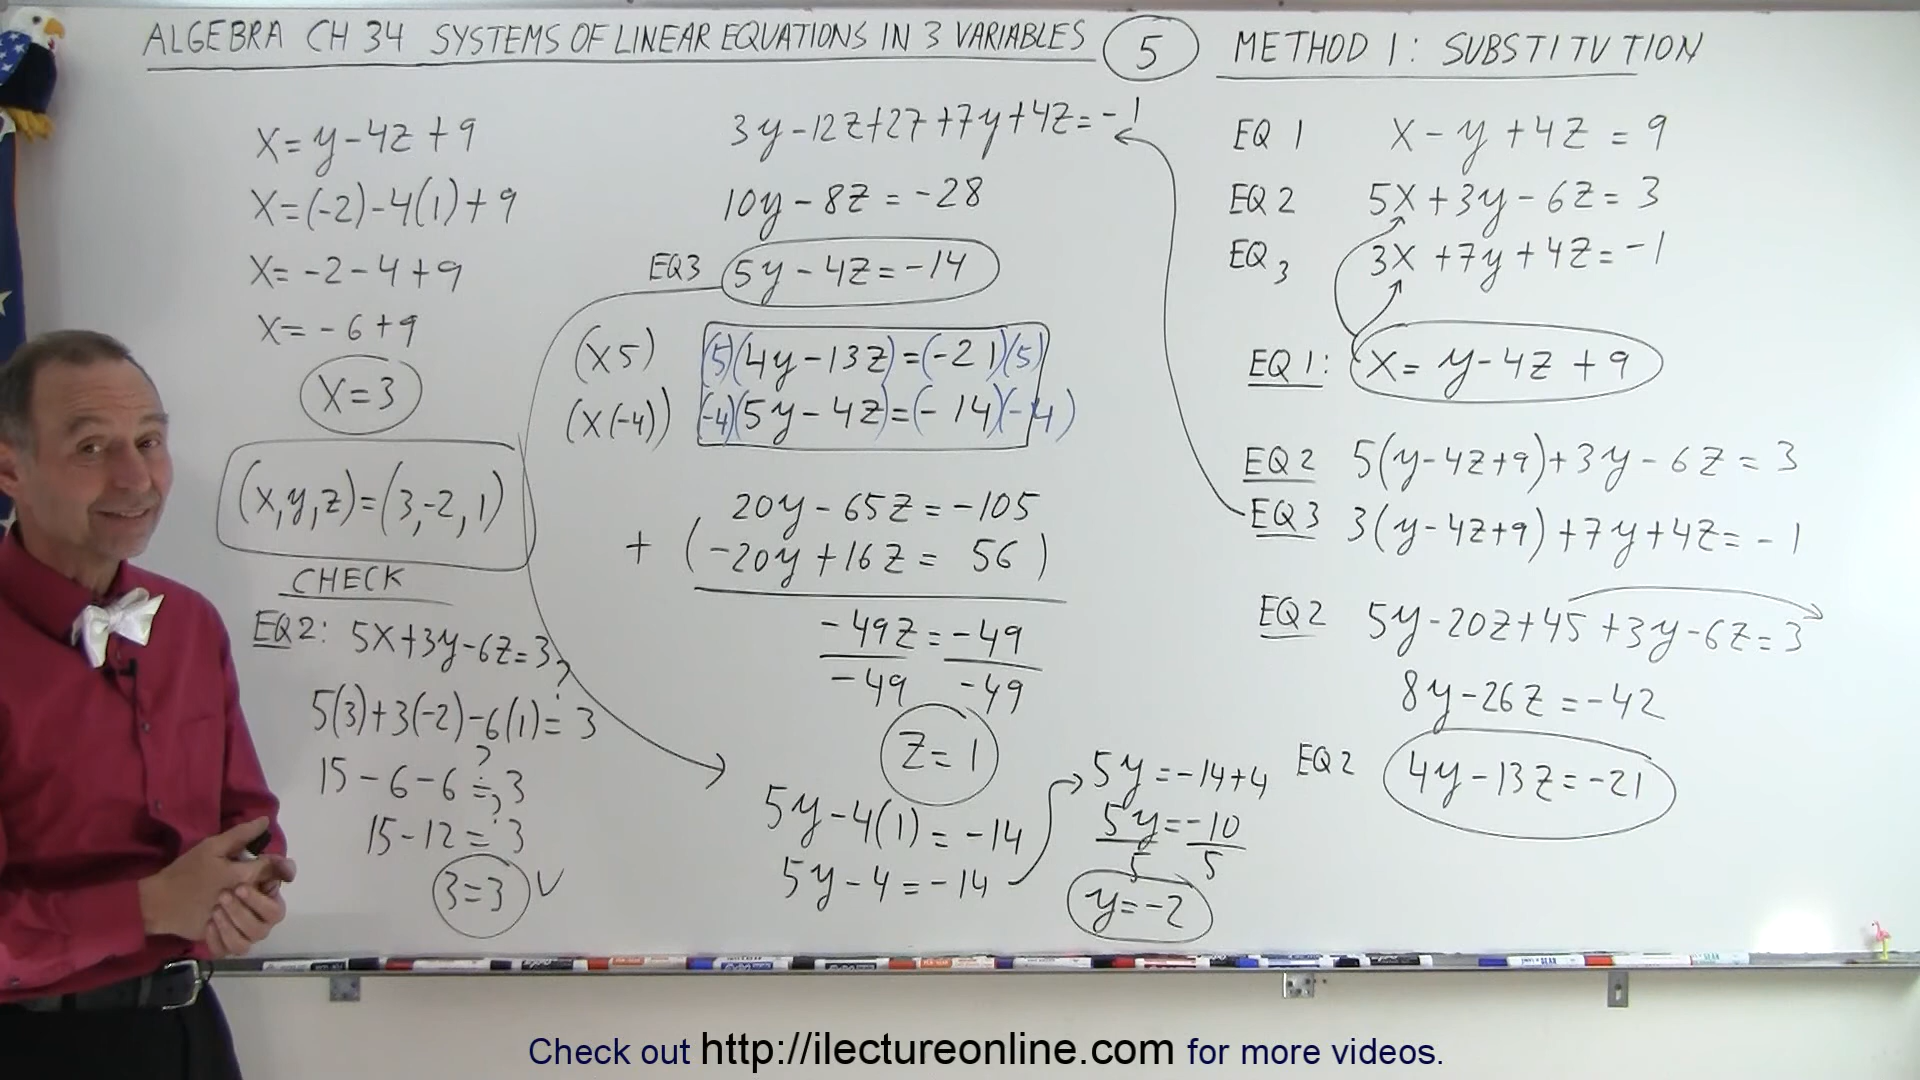 ALGEBRA CH 34 SYSTEMS OF LINEAR EQUATIONS IN 3 VARIABLES 5 METHOD 1: SUBSTITUTION
EQ 1 x - y + 4z = 9
EQ 2 5x + 3y - 6z = 3
EQ3 3x + 7y + 4z = -1
EQ 1: x = y - 4z + 9
EQ 2 5(y - 4z + 9) + 3y - 6z = 3
EQ 3 3(y - 4z + 9) + 7y + 4z = -1
EQ 2 5y - 20z + 45 + 3y - 6z = 3
8y - 26z = -42
EQ 2 4y - 13z = -21
3y - 12z + 27 + 7y + 4z = -1
10y - 8z = -28
EQ3 5y - 4z = -14
(x5) (5)(4y - 13z) = (-21)(5)
(x(-4)) (-4)(5y - 4z) = (-14)(-4)
20y - 65z = -105
+ (-20y + 16z = 56)
-49z = -49
-49 -49
z = 1
5y - 4(1) = -14
5y - 4 = -14
5y = -14 + 4
5y = -10
5 5
y = -2
x = y - 4z + 9
x = (-2) - 4(1) + 9
x = -2 - 4 + 9
x = -6 + 9
x = 3
(x, y, z) = (3, -2, 1)
CHECK
EQ 2: 5x + 3y - 6z = 3
?
5(3) + 3(-2) - 6(1) = 3
?
15 - 6 - 6 = 3
?
15 - 12 = 3
3 = 3 ✓
Check out http://ilectureonline.com for more videos.